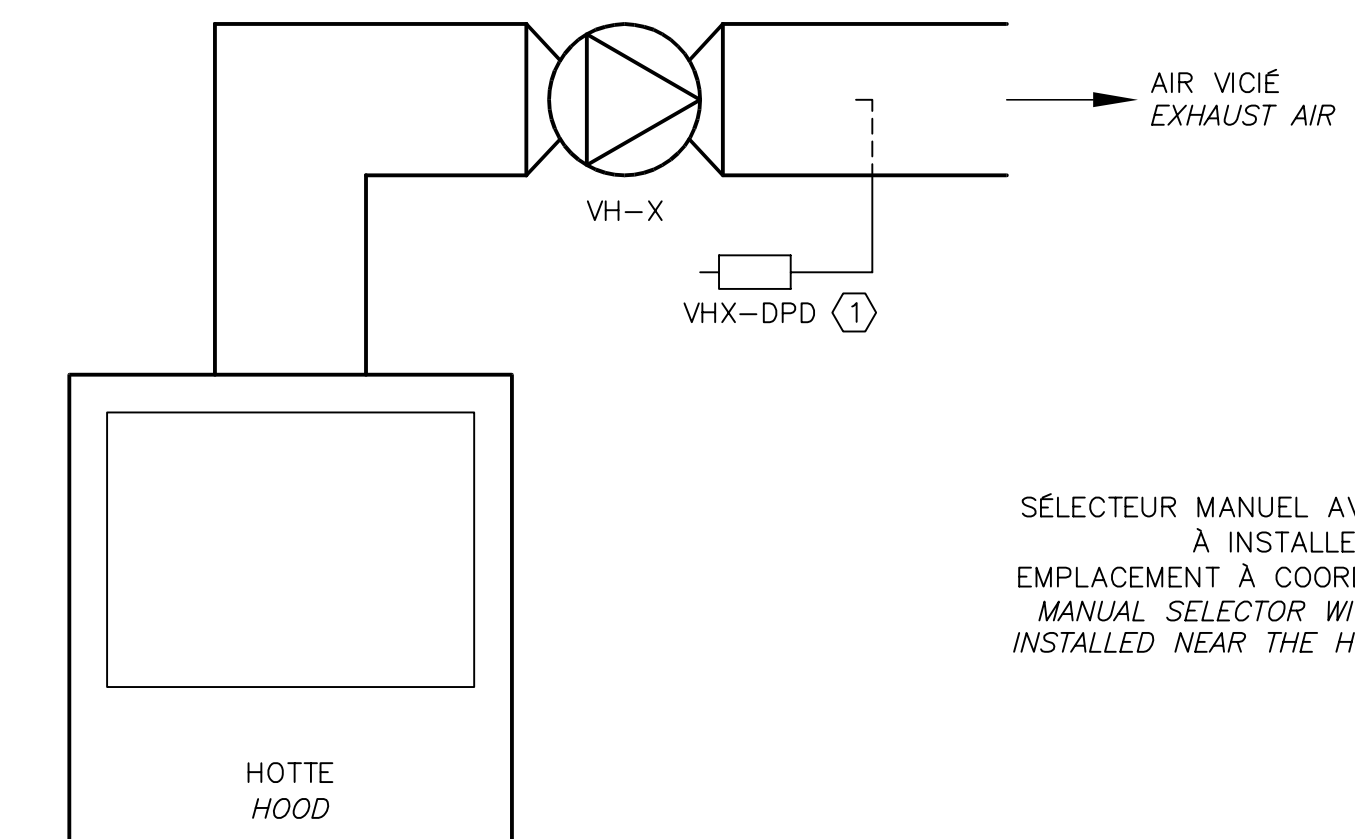 AIR VICIÉ
EXHAUST AIR
VH-X
VHX-DPD 1
SÉLECTEUR MANUEL
À
EMPLACEMENT À
MANUAL SELECTOR
INSTALLED NEAR THE
HOTTE
HOOD